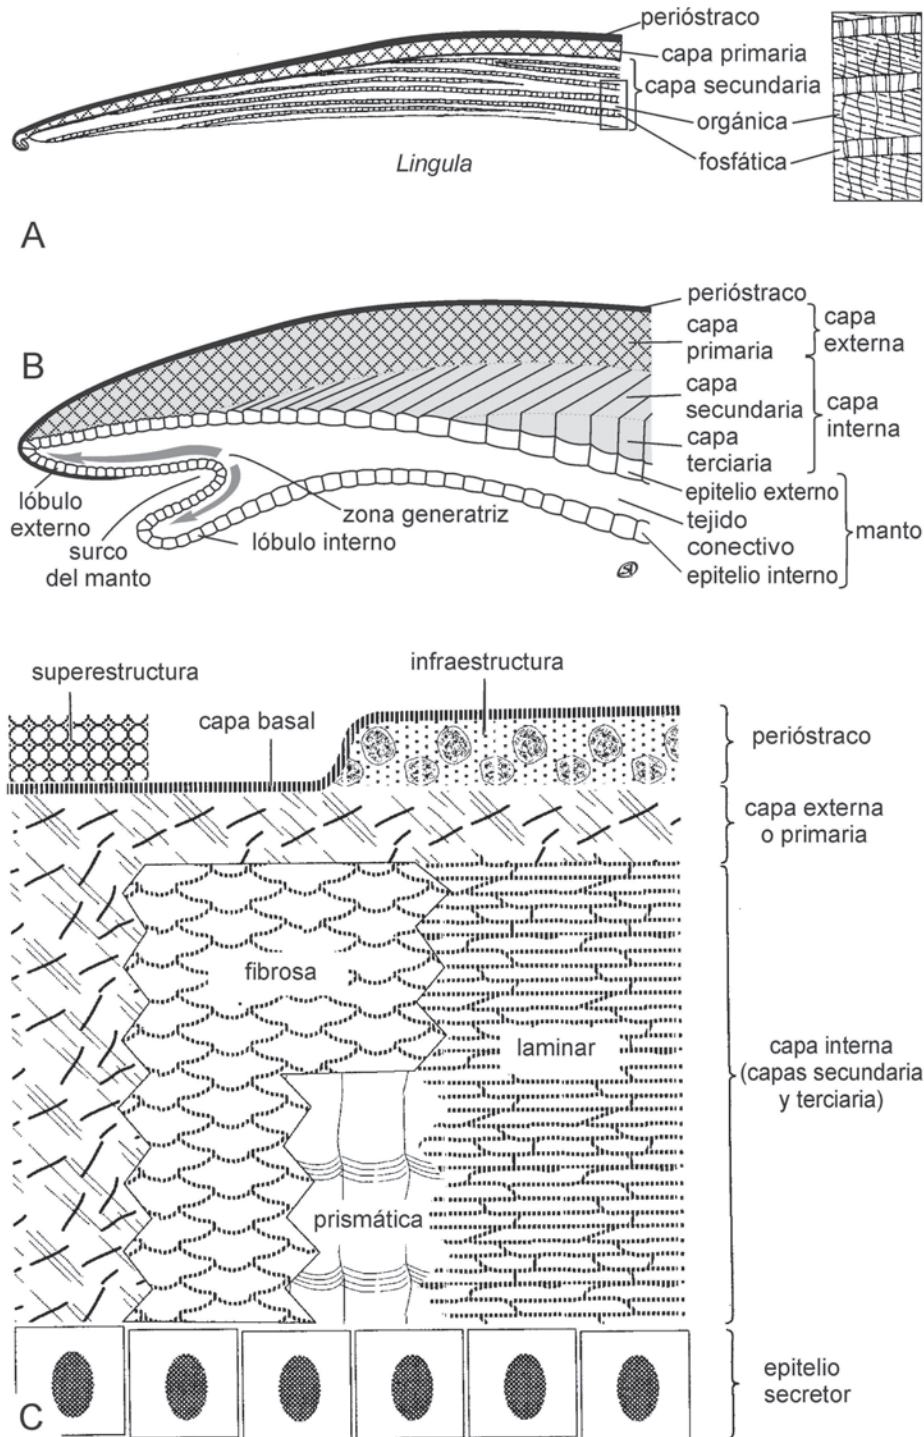 perióstraco
capa primaria
capa secundaria
orgánica
fosfática
Lingula
A
perióstraco
capa
primaria
capa
externa
B
capa
secundaria
capa
interna
capa
terciaria
epitelio externo
lóbulo
externo
zona generatriz
tejido
conectivo
manto
surco
del manto
lóbulo interno
epitelio interno
superestructura
infraestructura
capa basal
perióstraco
capa externa
o primaria
fibrosa
laminar
capa interna
(capas secundaria
y terciaria)
prismática
epitelio
secretor
C